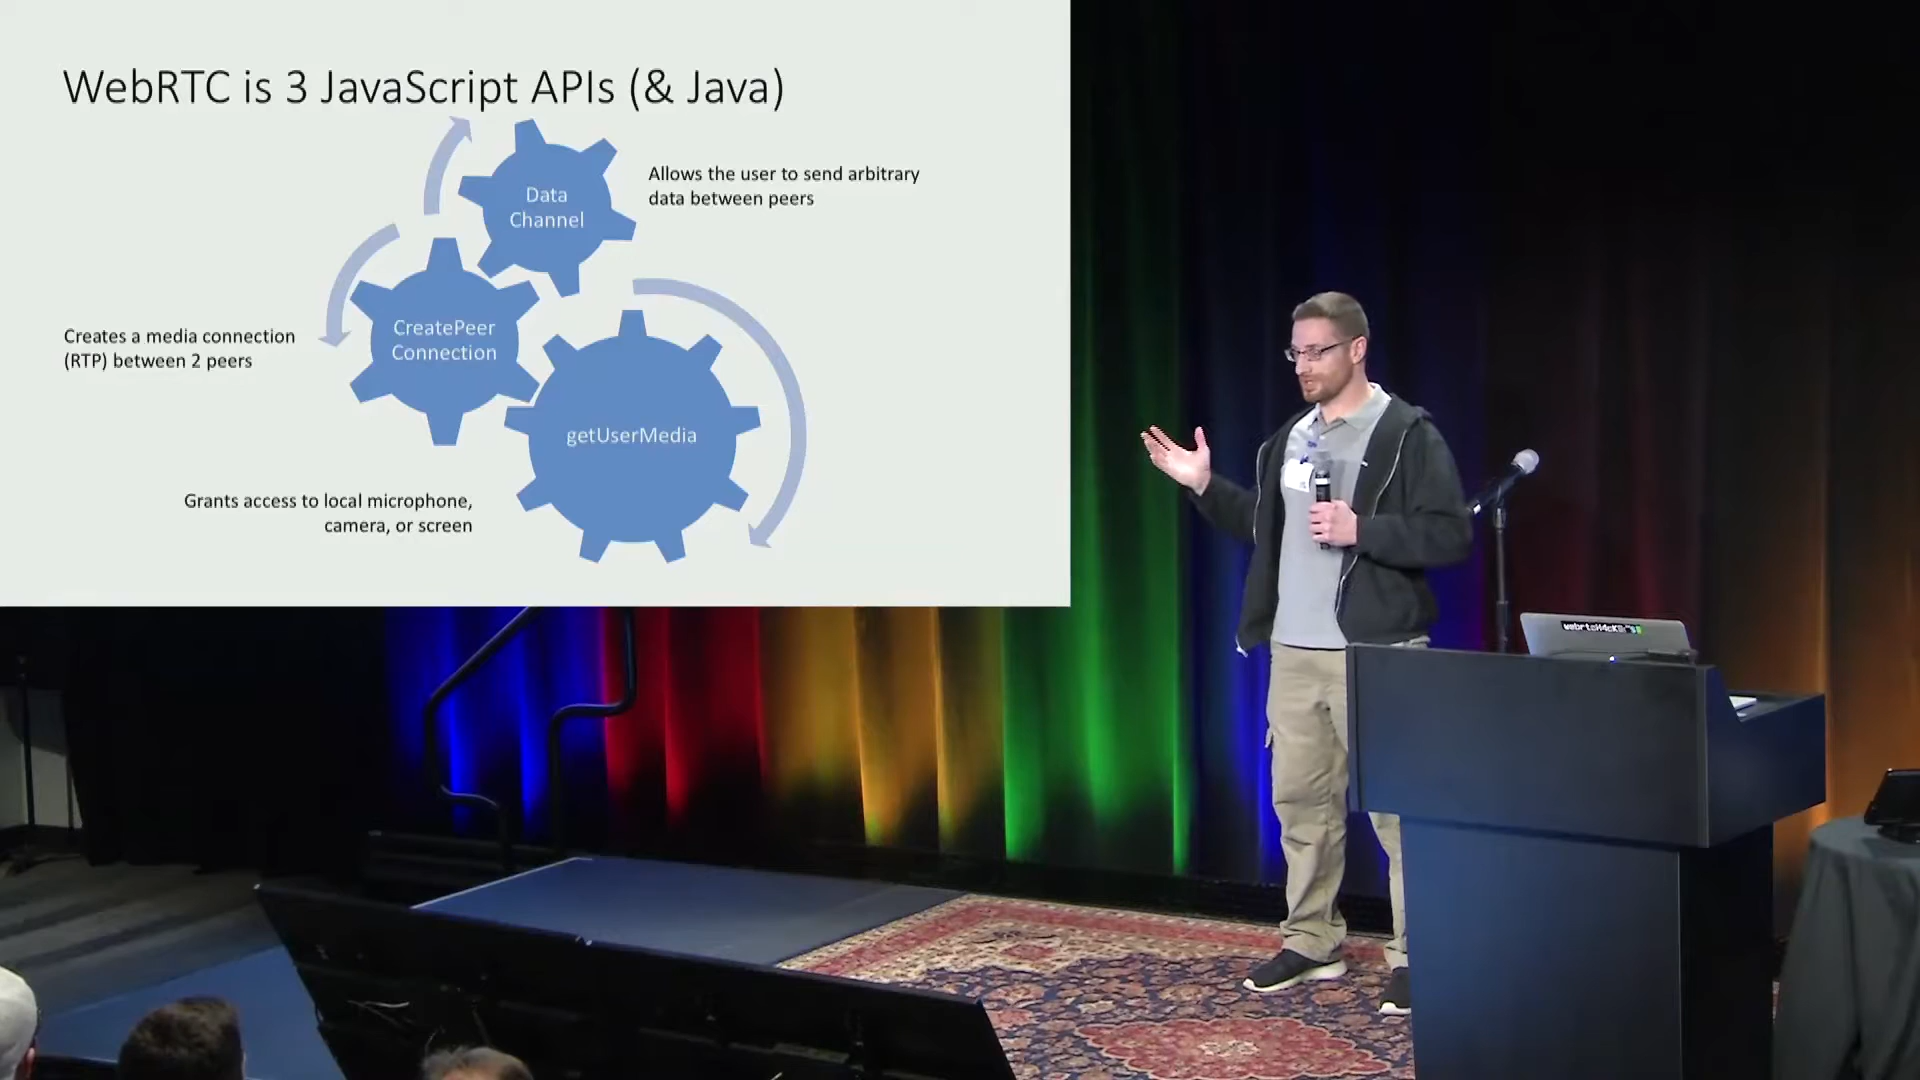 WebRTC is 3 JavaScript APIs (& Java)
Data
Channel
Allows the user to send arbitrary
data between peers
CreatePeer
Connection
Creates a media connection
(RTP) between 2 peers
getUserMedia
Grants access to local microphone,
camera, or screen